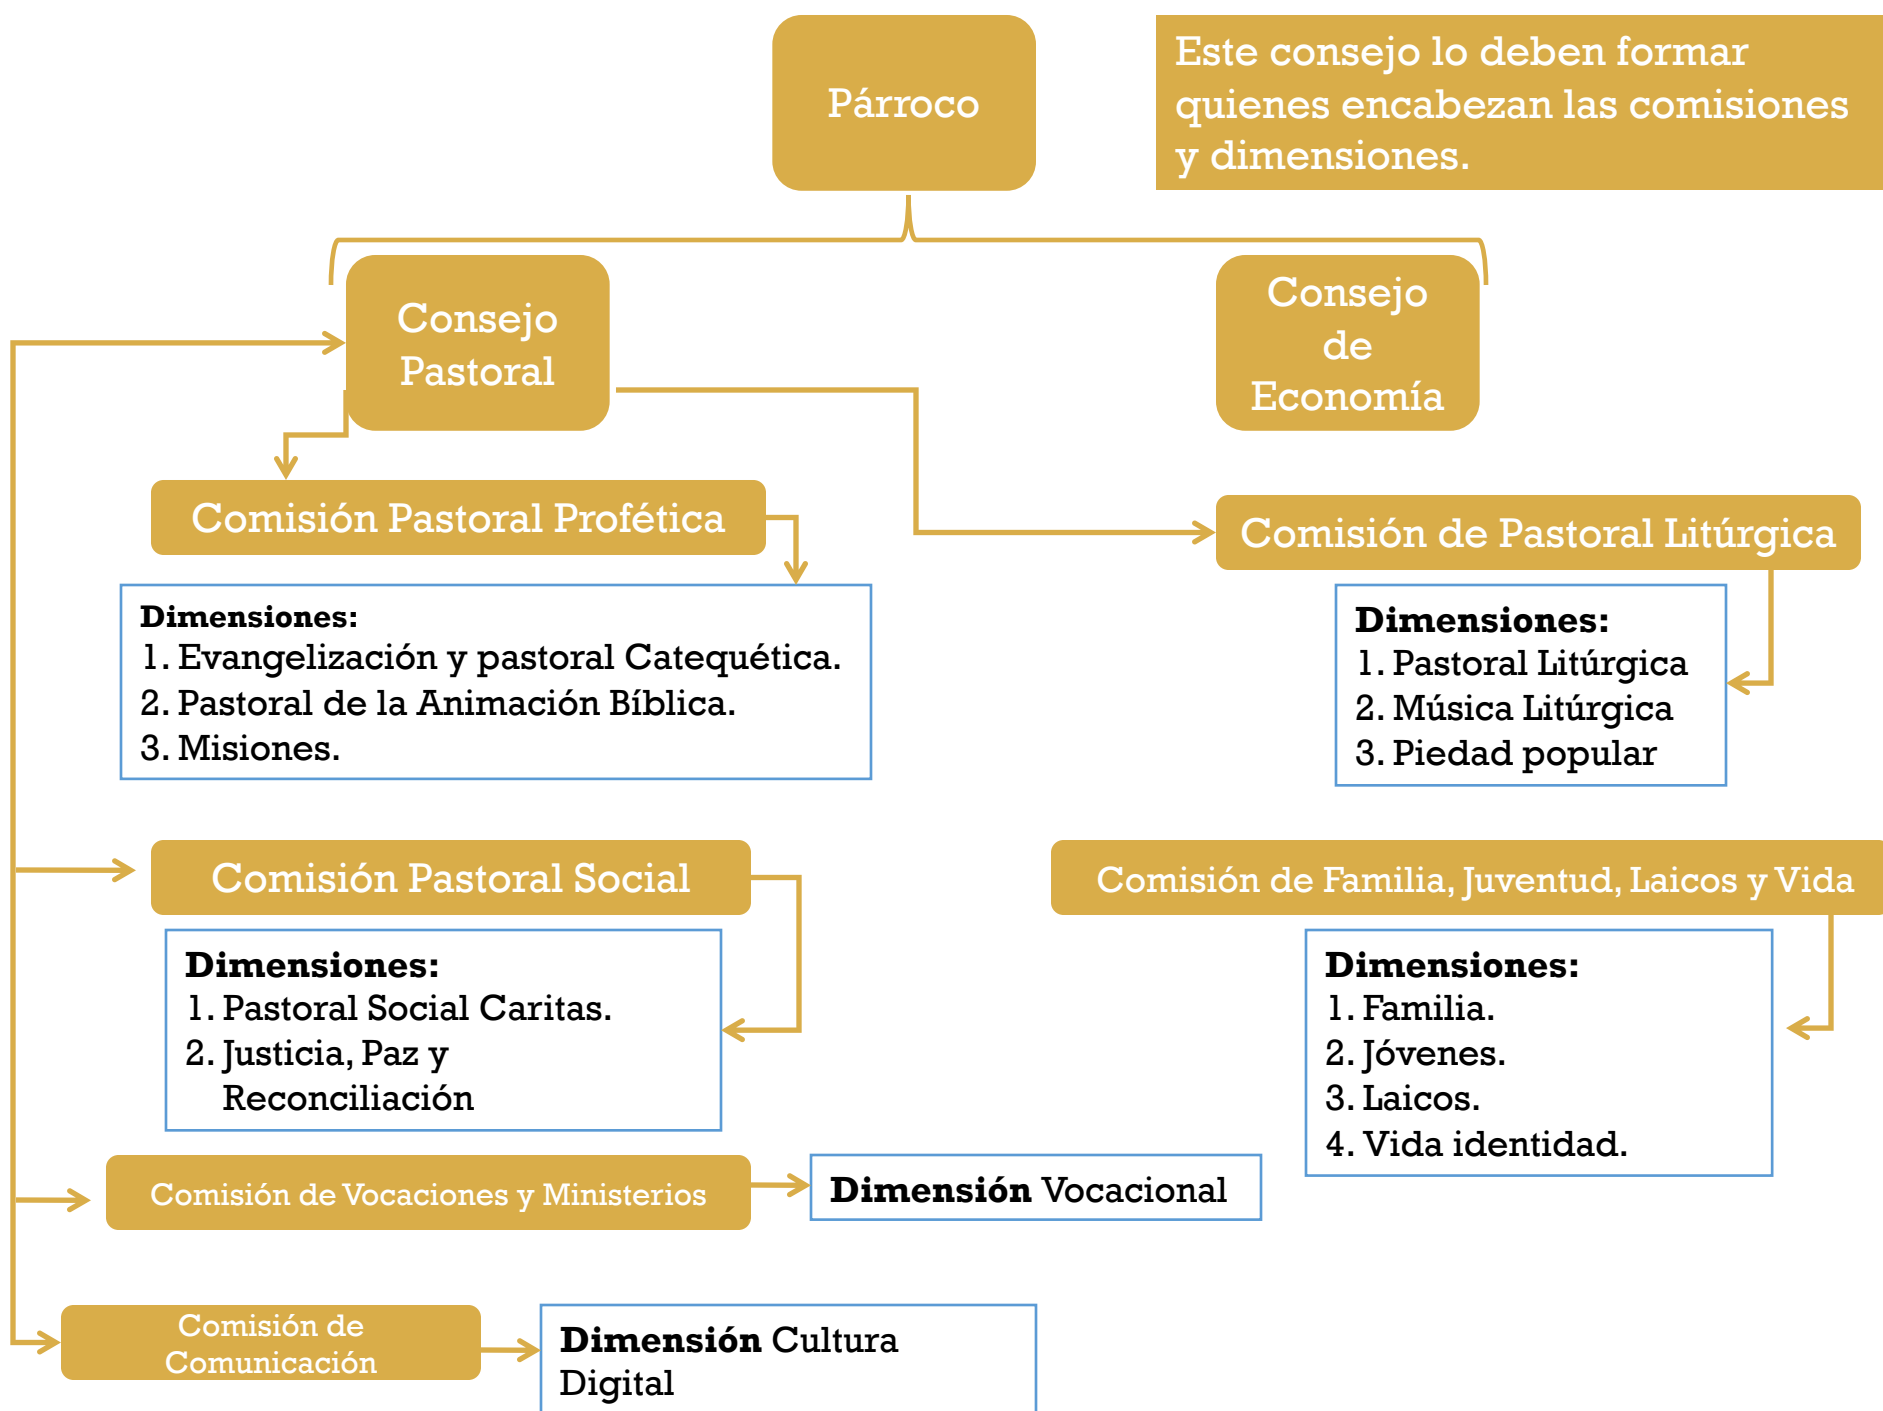 Párroco
Este consejo lo deben formar
quienes encabezan las comisiones
y dimensiones.
Consejo
Pastoral
Consejo
de
Economía
Comisión Pastoral Profética
Comisión de Pastoral Litúrgica
Dimensiones:
1. Evangelización y pastoral Catequética.
2. Pastoral de la Animación Bíblica.
3. Misiones.
Dimensiones:
1. Pastoral Litúrgica
2. Música Litúrgica
3. Piedad popular
Comisión Pastoral Social
Comisión de Familia, Juventud, Laicos y Vida
Dimensiones:
1. Pastoral Social Caritas.
2. Justicia, Paz y
Reconciliación
Dimensiones:
1. Familia.
2. Jóvenes.
3. Laicos.
4. Vida identidad.
Comisión de Vocaciones y Ministerios
Dimensión Vocacional
Comisión de
Comunicación
Dimensión Cultura
Digital